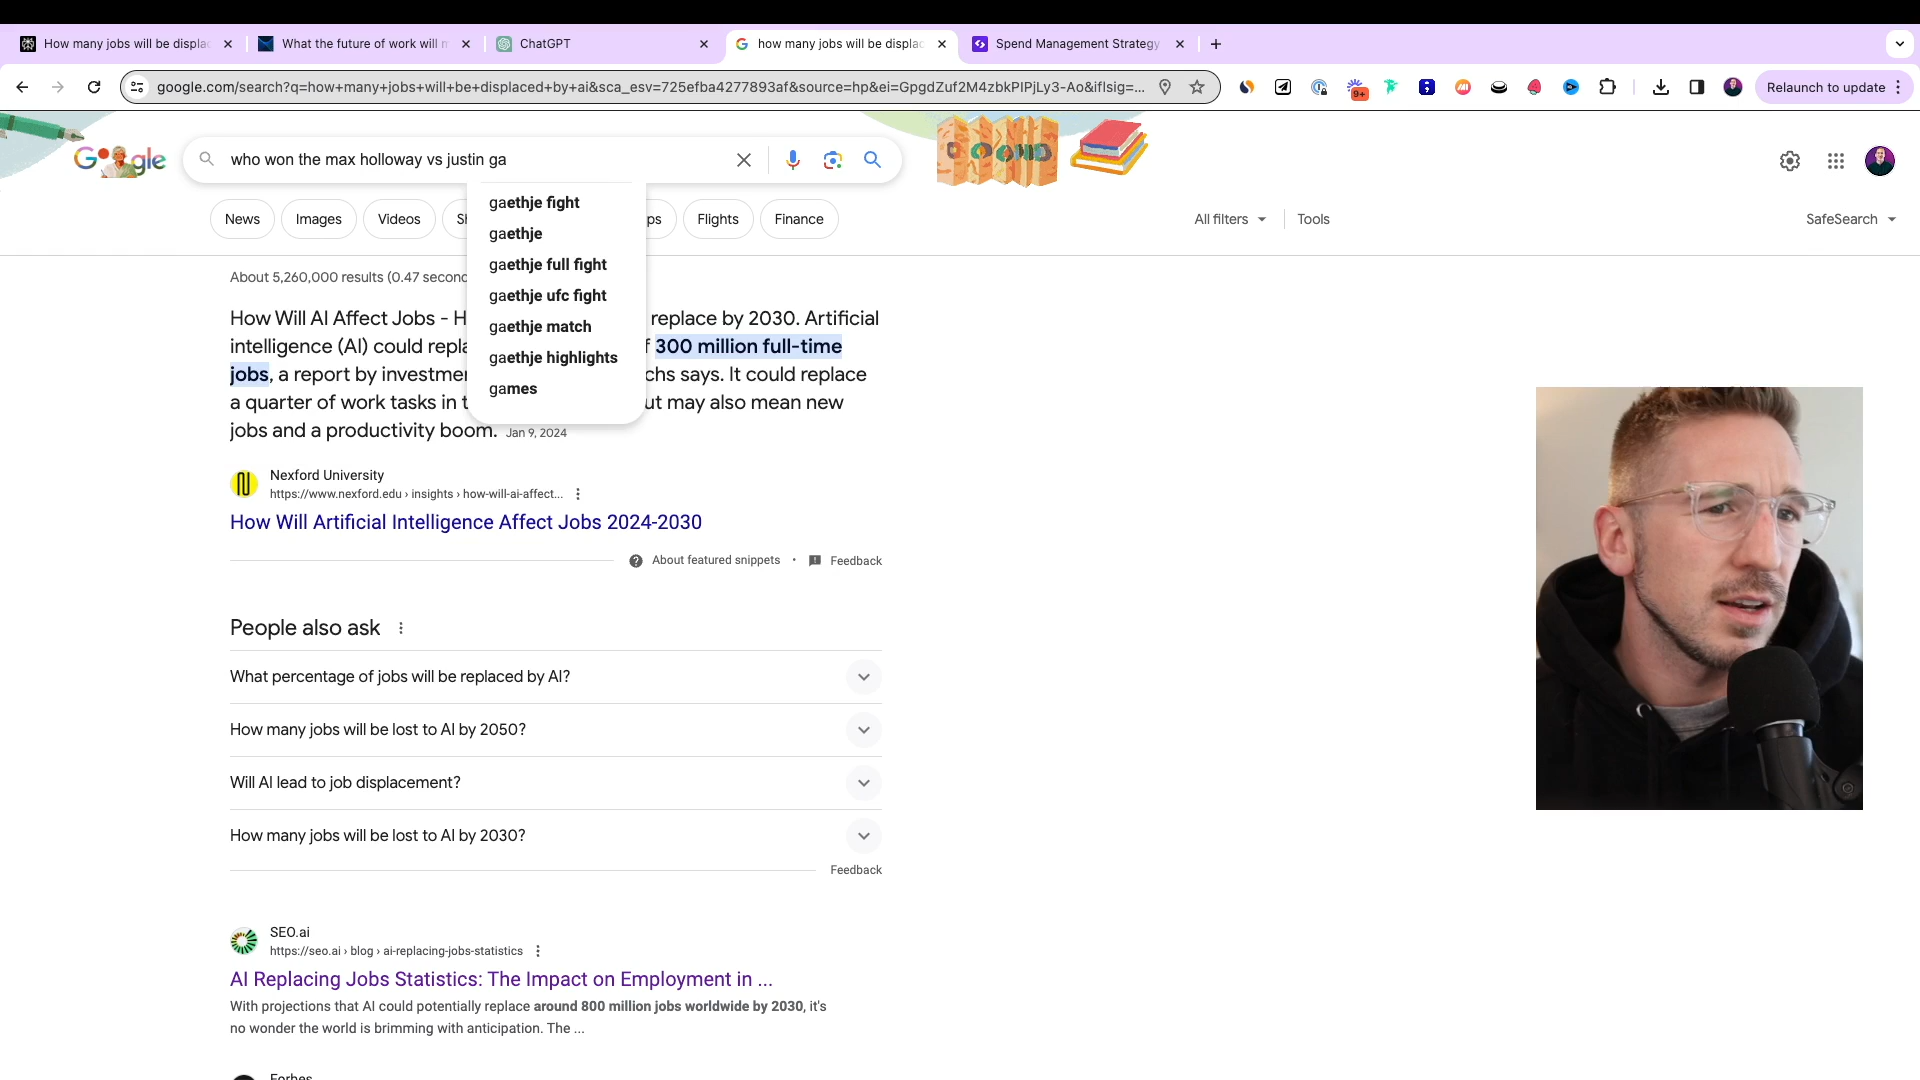 How many jobs will be displac
What the future of work will m
ChatGPT
how many jobs will be displac
Spend Management Strategy
google.com/search?q=how+many+jobs+will+be+displaced+by+ai&sca_esv=725efba4277893af&source=hp&ei=GpgdZuf2M4zbkPIPjLy3-Ao&iflsig=...
9+
Relaunch to update
Google
who won the max holloway vs justin ga
gaethje fight
gaethje
gaethje full fight
gaethje ufc fight
gaethje match
gaethje highlights
games
News
Images
Videos
Sh
ps
Flights
Finance
All filters
Tools
SafeSearch
About 5,260,000 results (0.47 second
How Will AI Affect Jobs - H replace by 2030. Artificial
intelligence (AI) could repla f 300 million full-time
jobs, a report by investmen chs says. It could replace
a quarter of work tasks in t ut may also mean new
jobs and a productivity boom. Jan 9, 2024
Nexford University
https://www.nexford.edu › insights › how-will-ai-affect...
How Will Artificial Intelligence Affect Jobs 2024-2030
About featured snippets • Feedback
People also ask
What percentage of jobs will be replaced by AI?
How many jobs will be lost to AI by 2050?
Will AI lead to job displacement?
How many jobs will be lost to AI by 2030?
Feedback
SEO.ai
https://seo.ai › blog › ai-replacing-jobs-statistics
AI Replacing Jobs Statistics: The Impact on Employment in ...
With projections that AI could potentially replace around 800 million jobs worldwide by 2030, it's
no wonder the world is brimming with anticipation. The ...
Forbes